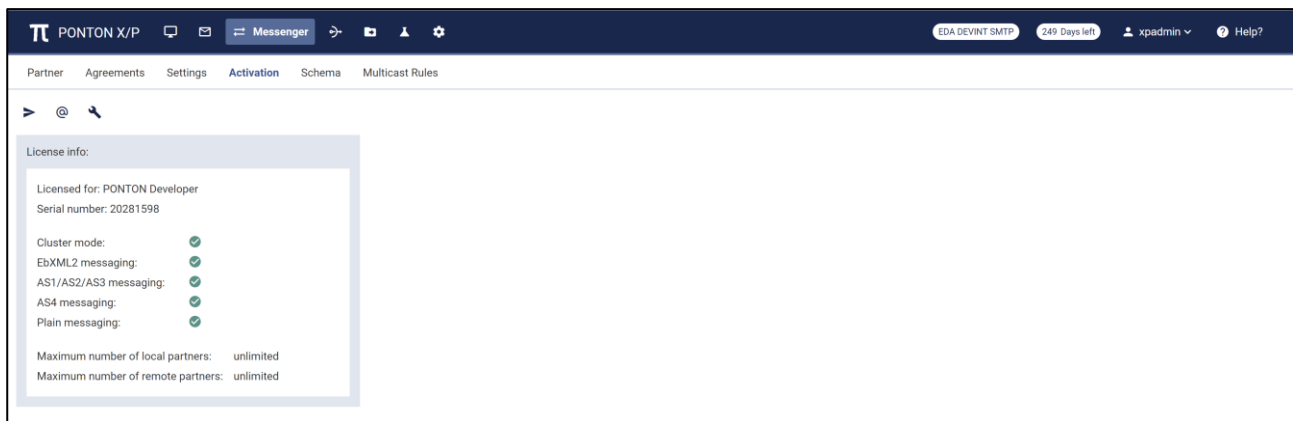 PONTON X/P Messenger EDA DEVINT SMTP 249 Days left xpadmin Help?
Partner Agreements Settings Activation Schema Multicast Rules
License info:
Licensed for: PONTON Developer
Serial number: 20281598
Cluster mode:
EbXML2 messaging:
AS1/AS2/AS3 messaging:
AS4 messaging:
Plain messaging:
Maximum number of local partners: unlimited
Maximum number of remote partners: unlimited